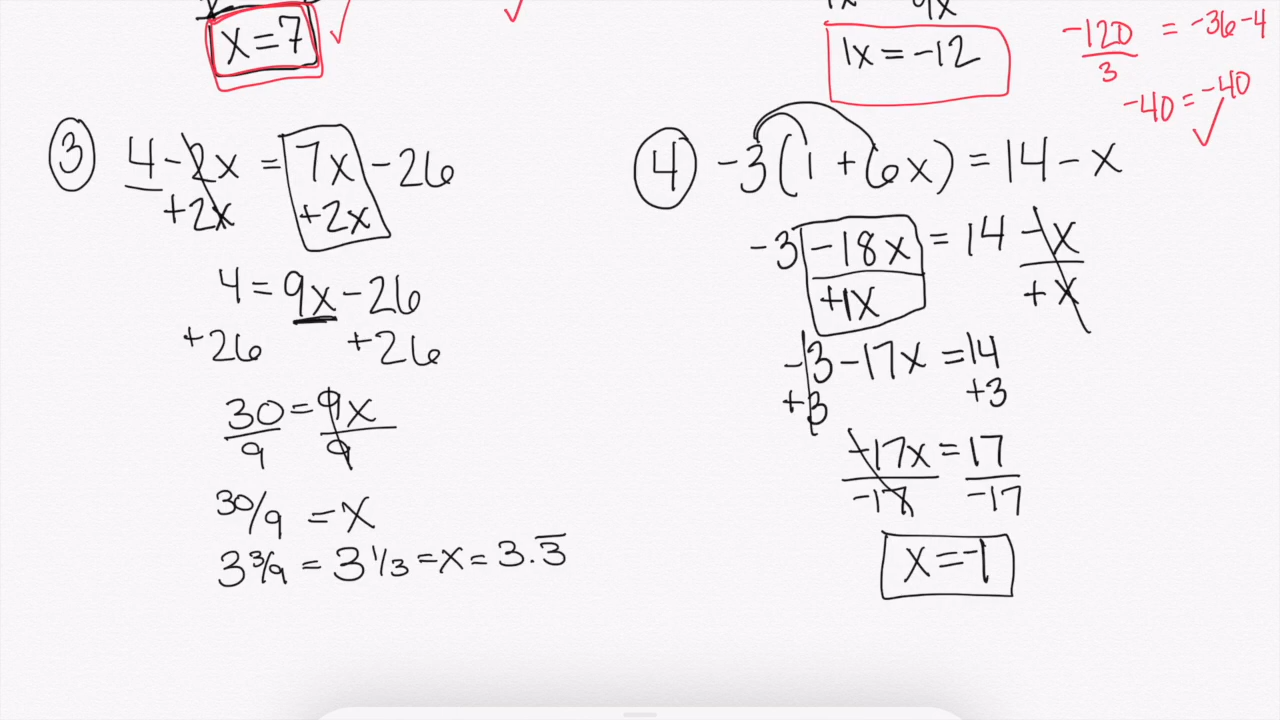 x = 7
9x
1x = -12
-120 = -36-4
3
-40 = -40
③ 4 - 2x = 7x - 26
+2x +2x
4 = 9x - 26
+26 +26
30 = 9x
9 9
30/9 = x
3 3/9 = 3 1/3 = x = 3.3̅
④ -3(1 + 6x) = 14 - x
-3 -18x = 14 - x
+1x + x
-3 - 17x = 14
+3 +3
-17x = 17
-17 -17
x = -1